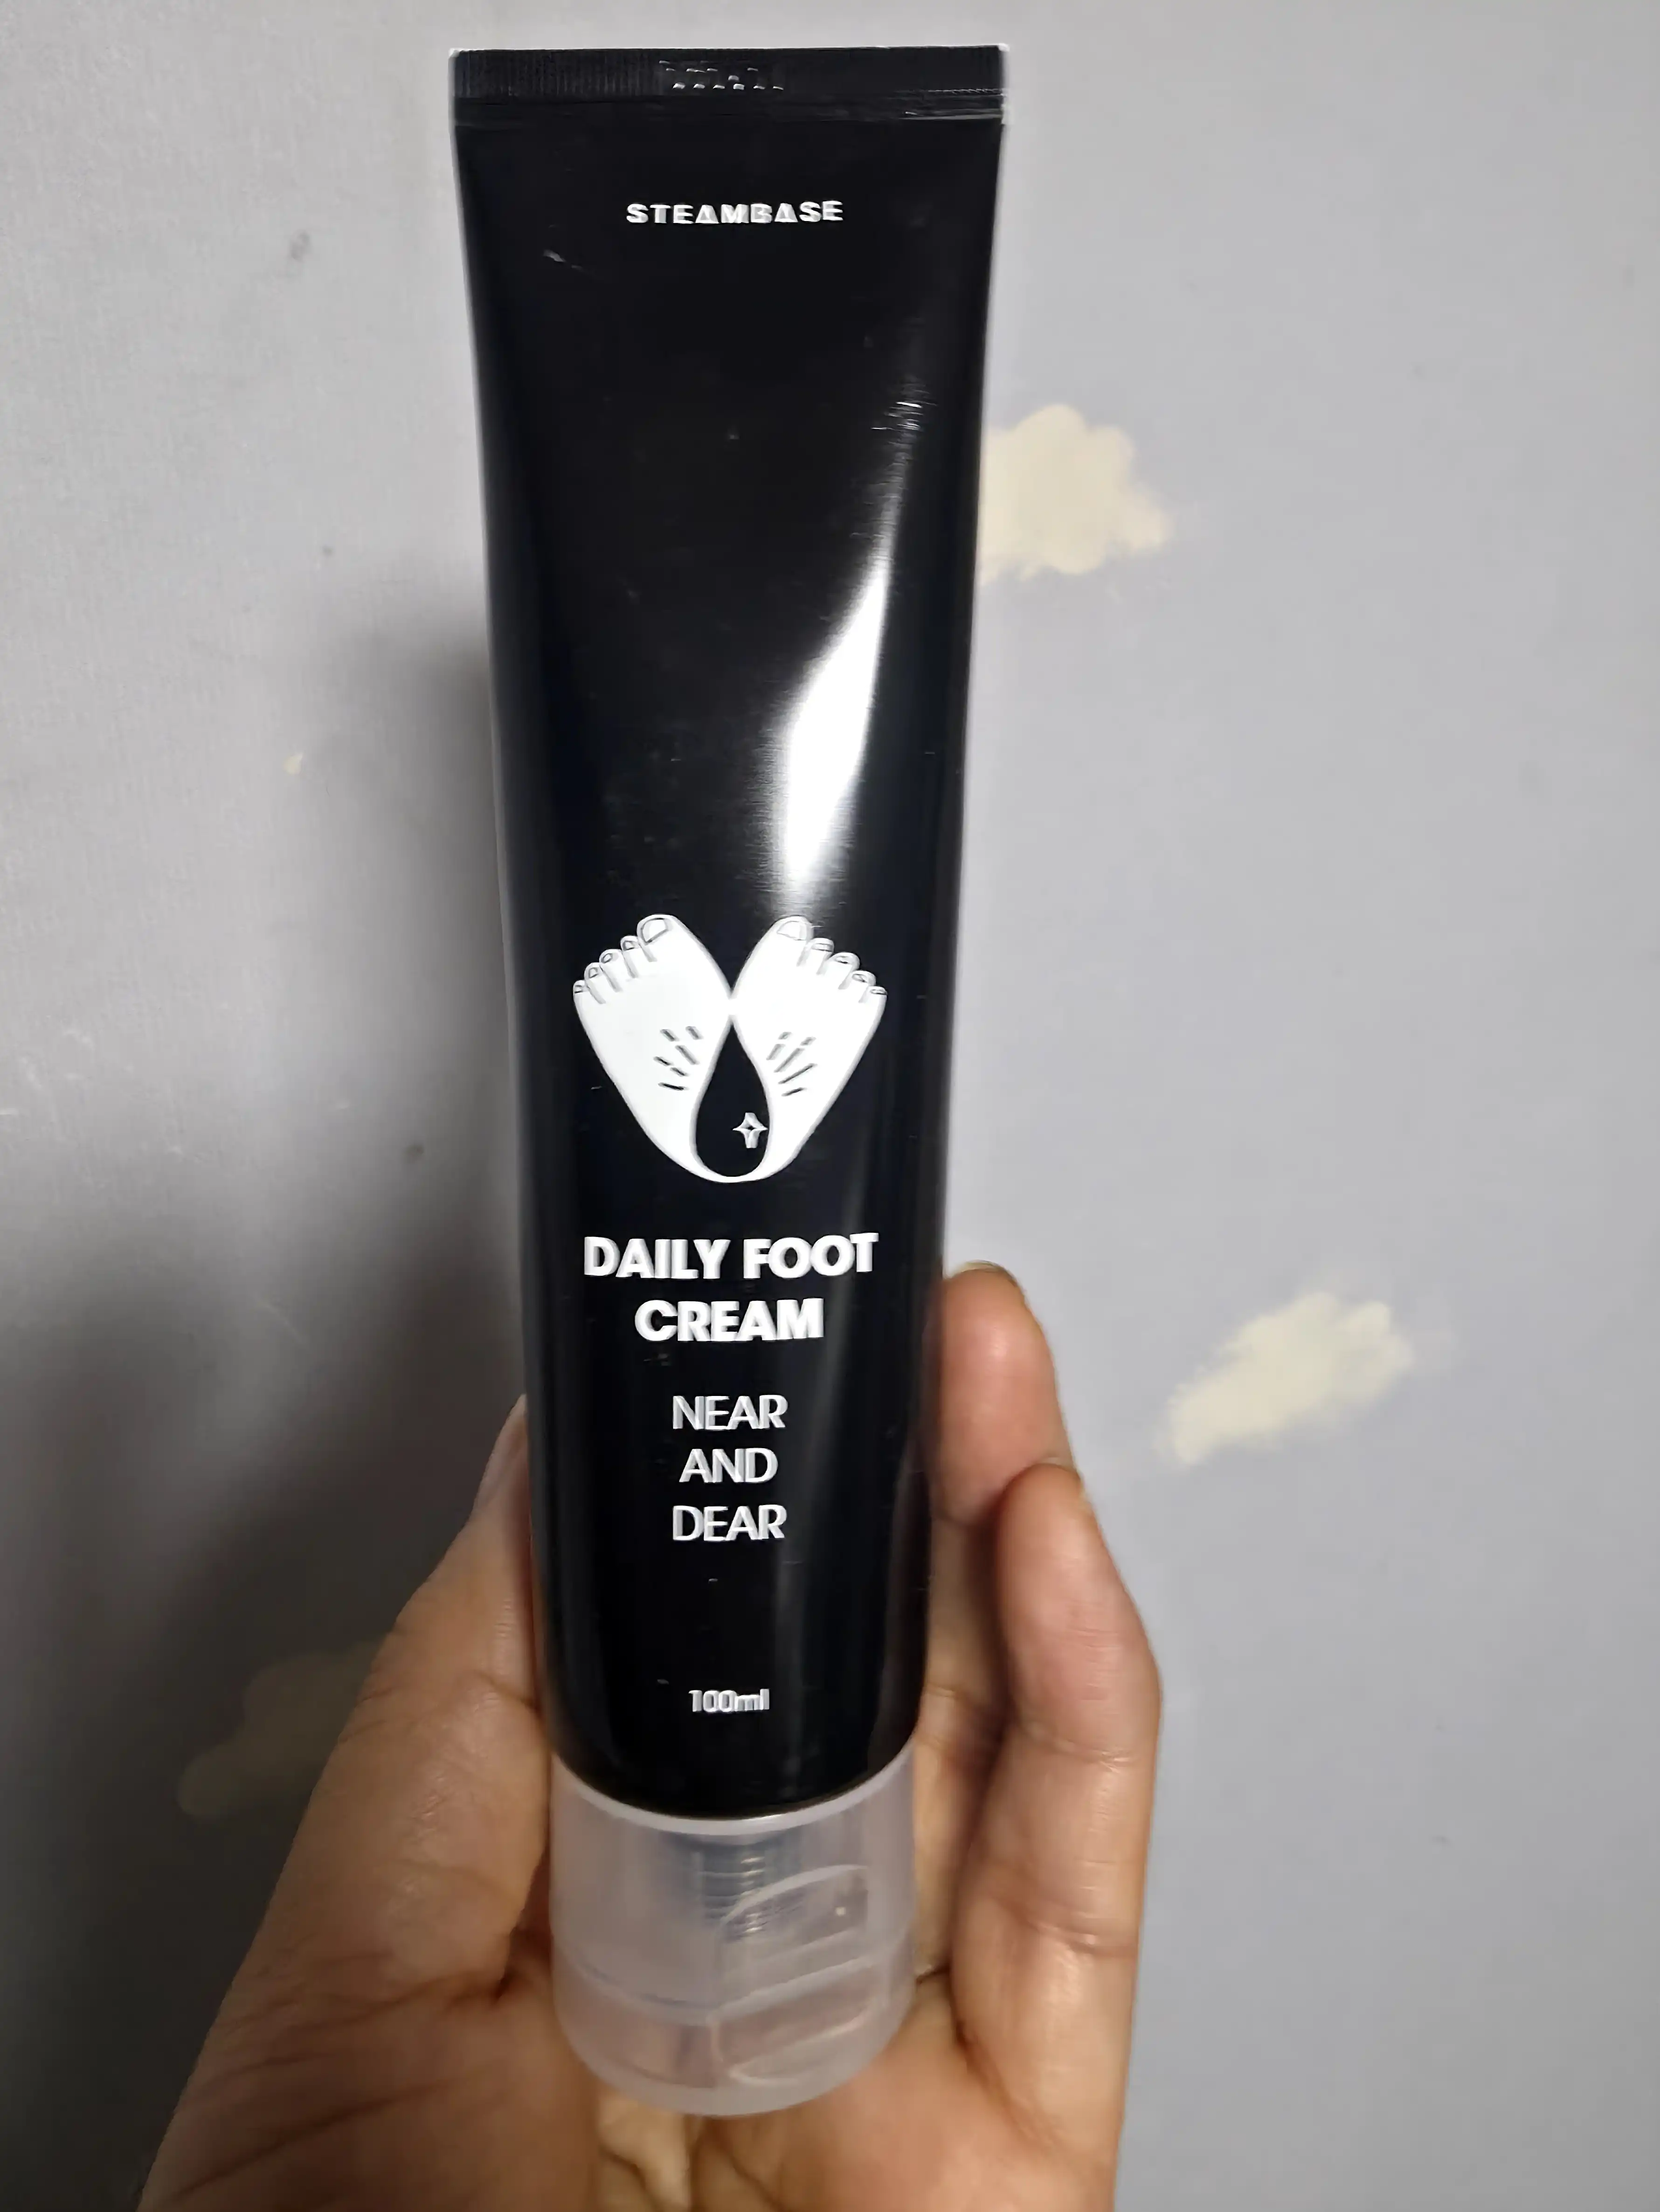 STEAMBASE
DAILY FOOT
CREAM
NEAR
AND
DEAR
100ml